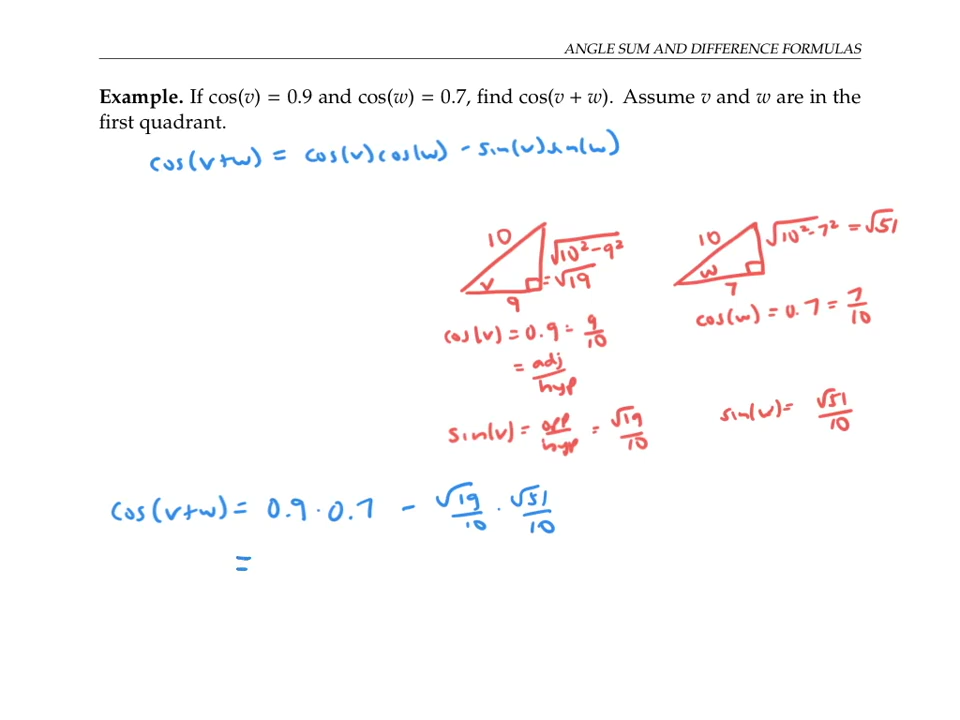 ANGLE SUM AND DIFFERENCE FORMULAS
Example. If cos(v) = 0.9 and cos(w) = 0.7, find cos(v + w). Assume v and w are in the
first quadrant.
cos(v+w) = cos(v)cos(w) - sin(v)sin(w)
10
√10²-9²
= √19
v
9
cos(v) = 0.9 = 9/10
= adj/hyp
sin(v) = opp/hyp = √19/10
10
√10²-7² = √51
w
7
cos(w) = 0.7 = 7/10
sin(w) = √51/10
cos(v+w) = 0.9 · 0.7 - √19/10 · √51/10
=